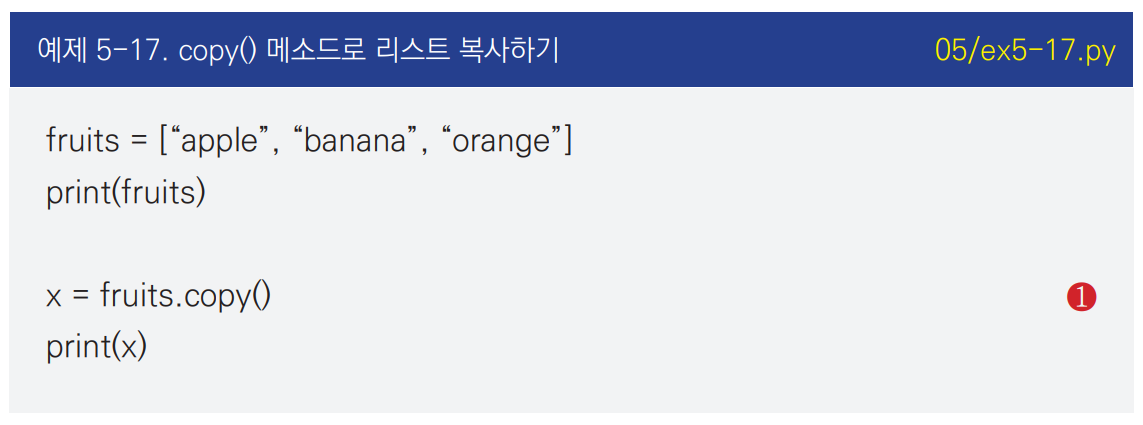 예제 5-17. copy() 메소드로 리스트 복사하기 05/ex5-17.py
fruits = [“apple”, “banana”, “orange”]
print(fruits)
x = fruits.copy() ❶
print(x)